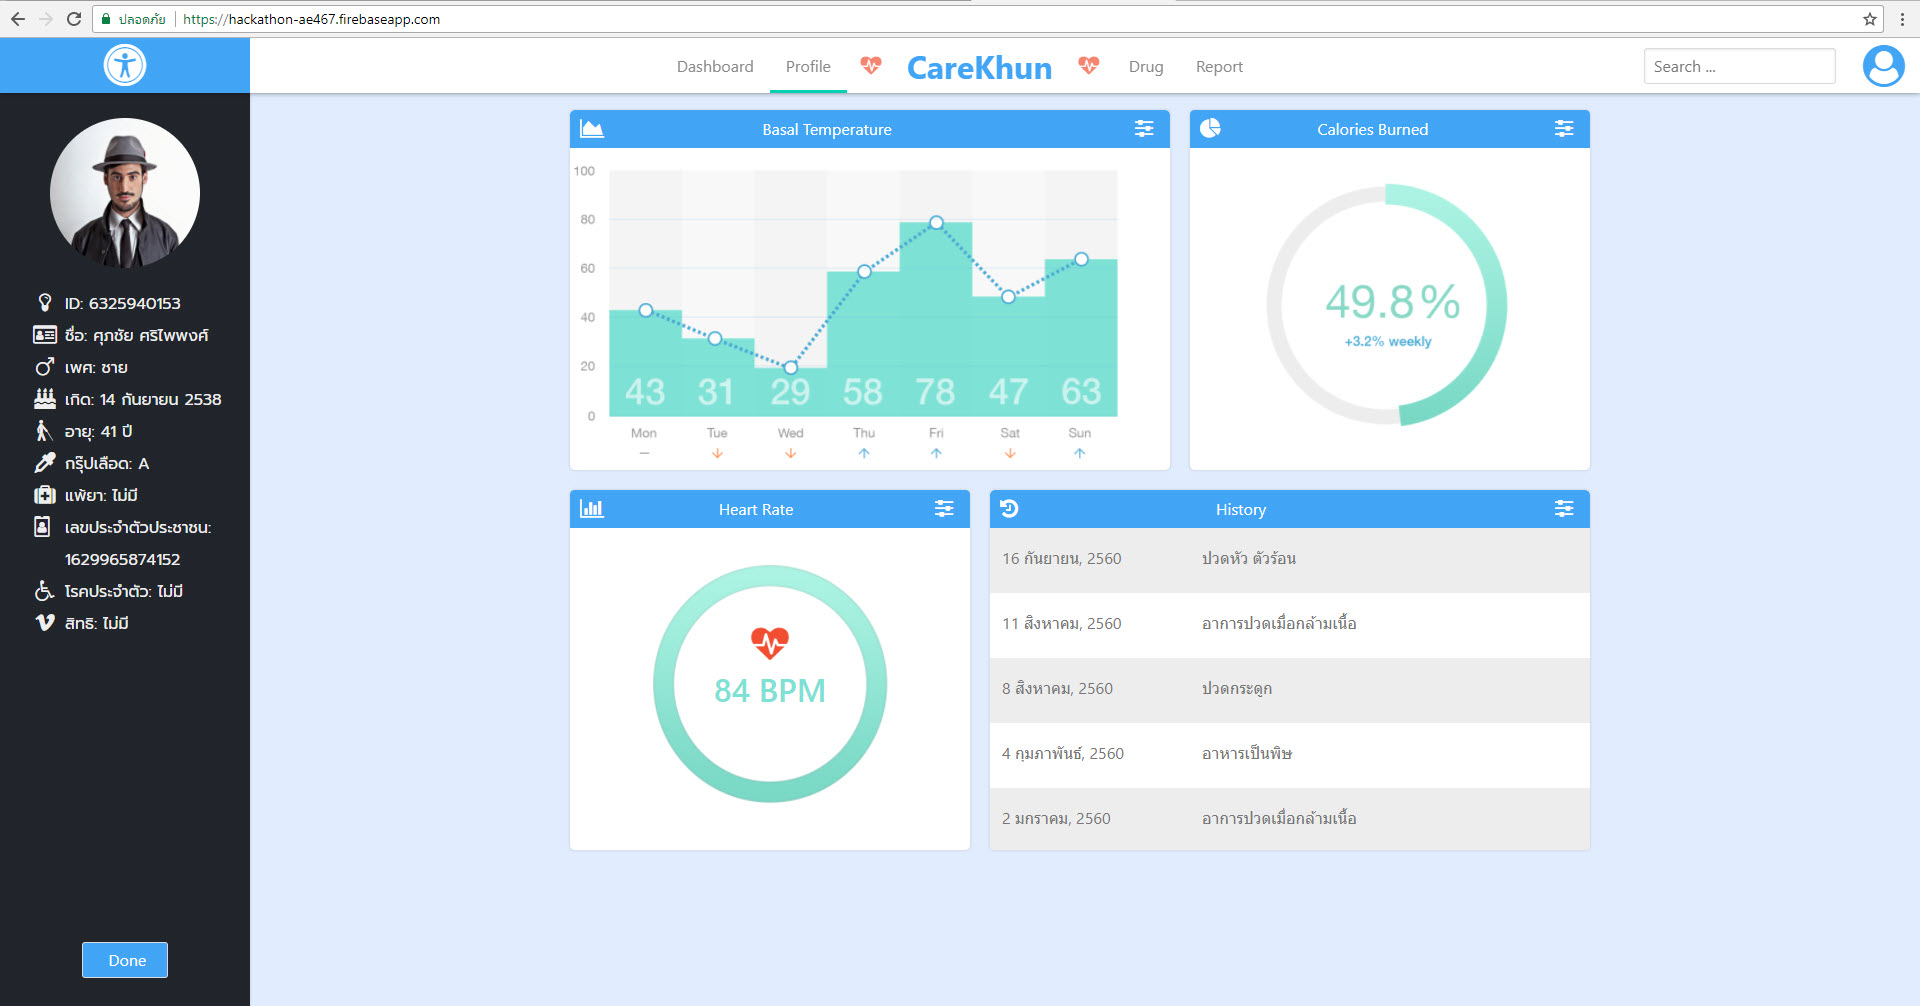 ปลอดภัย https://hackathon-ae467.firebaseapp.com
Dashboard Profile CareKhun Drug Report Search ...
ID: 6325940153
ชื่อ: ศุภชัย ศริไพพงศ์
เพศ: ชาย
เกิด: 14 กันยายน 2538
อายุ: 41 ปี
กรุ๊ปเลือด: A
แพ้ยา: ไม่มี
เลขประจำตัวประชาชน:
1629965874152
โรคประจำตัว: ไม่มี
สิทธิ: ไม่มี
Done
Basal Temperature
100
80
60
40
20
0
43 31 29 58 78 47 63
Mon Tue Wed Thu Fri Sat Sun
Calories Burned
49.8%
+3.2% weekly
Heart Rate
84 BPM
History
16 กันยายน, 2560 ปวดหัว ตัวร้อน
11 สิงหาคม, 2560 อาการปวดเมื่อกล้ามเนื้อ
8 สิงหาคม, 2560 ปวดกระดูก
4 กุมภาพันธ์, 2560 อาหารเป็นพิษ
2 มกราคม, 2560 อาการปวดเมื่อกล้ามเนื้อ